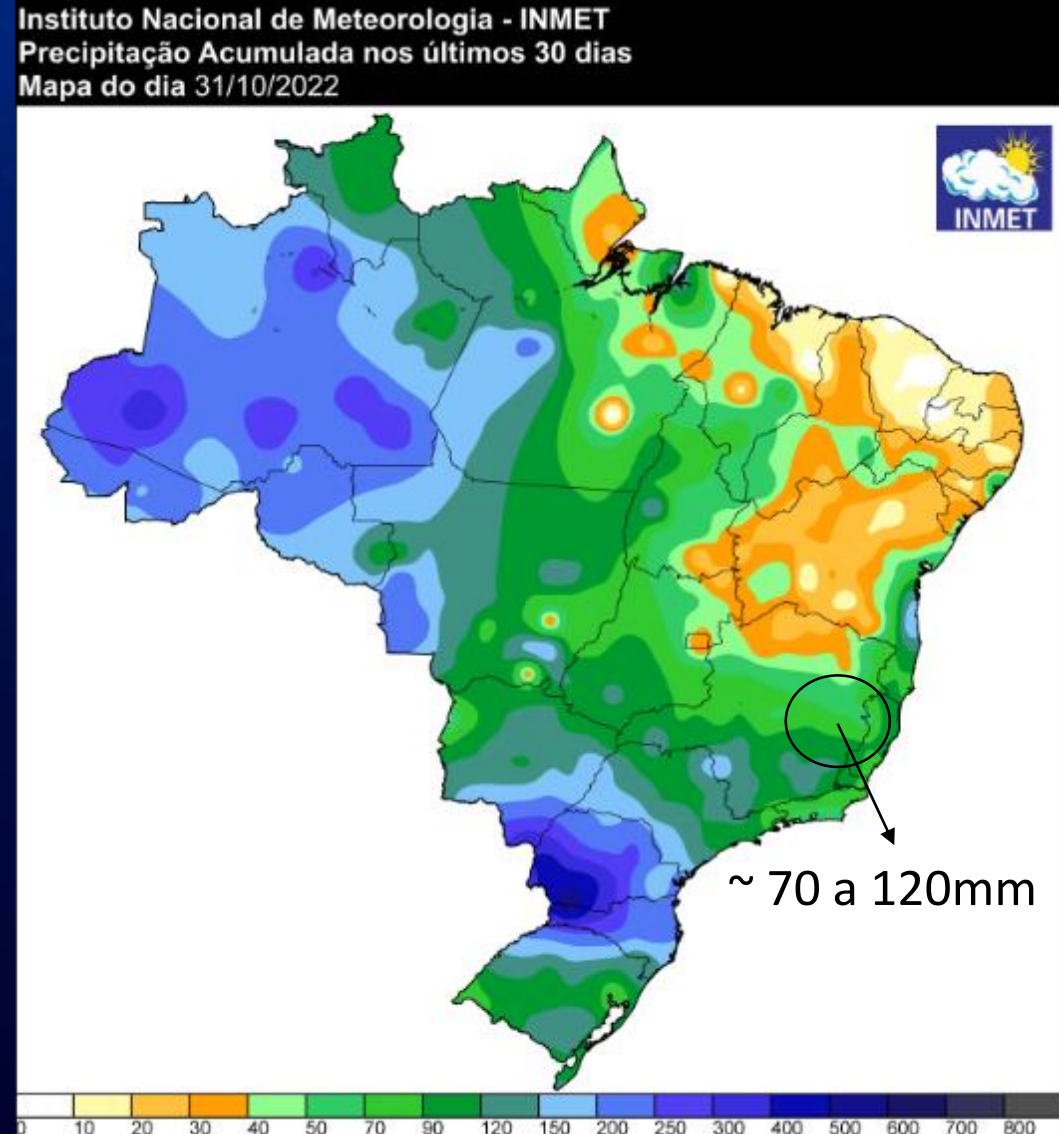 Instituto Nacional de Meteorologia - INMET
Precipitação Acumulada nos últimos 30 dias
Mapa do dia 31/10/2022
INMET
~ 70 a 120mm
0 10 20 30 40 50 70 90 120 150 200 250 300 400 500 600 700 800